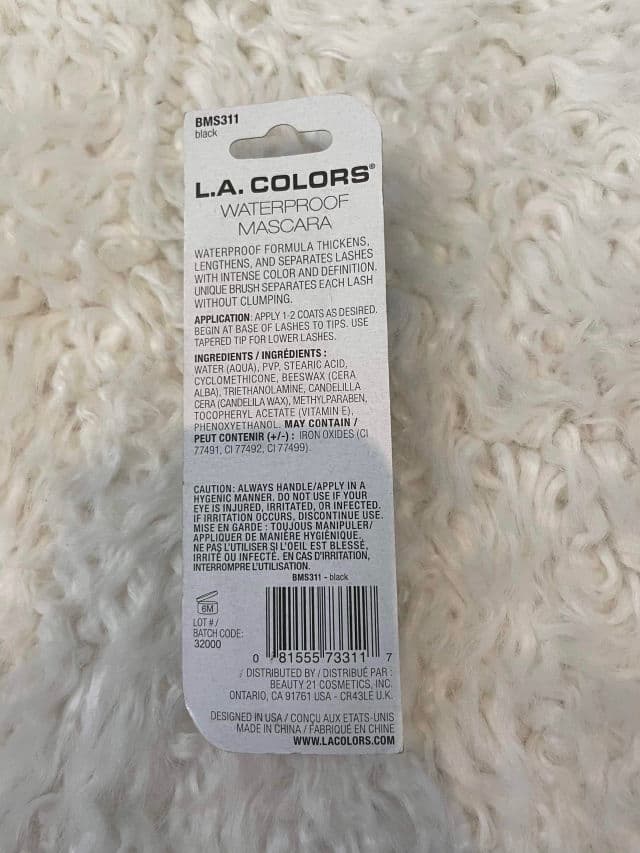 BMS311
black
L.A. COLORS®
WATERPROOF
MASCARA
WATERPROOF FORMULA THICKENS,
LENGTHENS, AND SEPARATES LASHES
WITH INTENSE COLOR AND DEFINITION.
UNIQUE BRUSH SEPARATES EACH LASH
WITHOUT CLUMPING.
APPLICATION: APPLY 1-2 COATS AS DESIRED.
BEGIN AT BASE OF LASHES TO TIPS. USE
TAPERED TIP FOR LOWER LASHES.
INGREDIENTS / INGRÉDIENTS :
WATER (AQUA), PVP, STEARIC ACID,
CYCLOMETHICONE, BEESWAX (CERA
ALBA), TRIETHANOLAMINE, CANDELILLA
CERA (CANDELILA WAX), METHYLPARABEN,
TOCOPHERYL ACETATE (VITAMIN E),
PHENOXYETHANOL. MAY CONTAIN /
PEUT CONTENIR (+/-) : IRON OXIDES (CI
77491, CI 77492, CI 77499).
CAUTION: ALWAYS HANDLE/APPLY IN A
HYGENIC MANNER. DO NOT USE IF YOUR
EYE IS INJURED, IRRITATED, OR INFECTED.
IF IRRITATION OCCURS, DISCONTINUE USE.
MISE EN GARDE : TOUJOUS MANIPULER/
APPLIQUER DE MANIÈRE HYGIÉNIQUE.
NE PAS L'UTILISER SI L'OEIL EST BLESSÉ,
IRRITÉ OU INFECTÉ. EN CAS D'IRRITATION,
INTERROMPRE L'UTILISATION.
BMS311 - black
6M
LOT # /
BATCH CODE:
32000
0 81555 73311 7
DISTRIBUTED BY / DISTRIBUÉ PAR :
BEAUTY 21 COSMETICS, INC.
ONTARIO, CA 91761 USA - CR43LE U.K.
DESIGNED IN USA / CONÇU AUX ETATS-UNIS
MADE IN CHINA / FABRIQUÉ EN CHINE
WWW.LACOLORS.COM